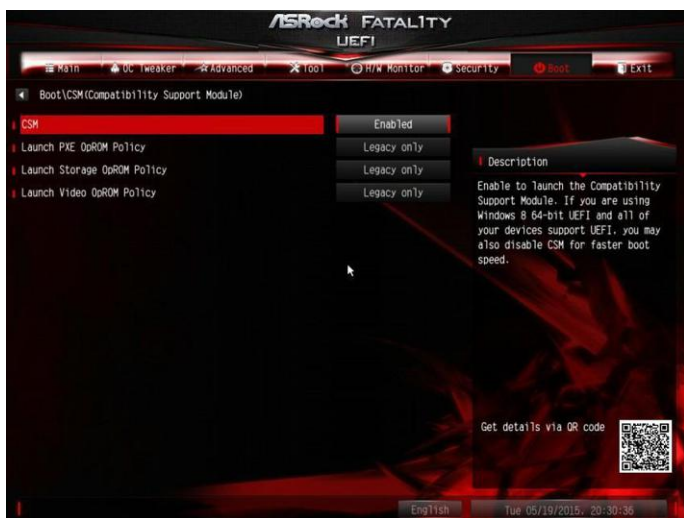 ASRock FATAL1TY
UEFI
Main OC Tweaker Advanced Tool H/W Monitor Security Boot Exit
Boot\CSM(Compatibility Support Module)
CSM Enabled
Launch PXE OpROM Policy Legacy only
Launch Storage OpROM Policy Legacy only
Launch Video OpROM Policy Legacy only
Description
Enable to launch the Compatibility
Support Module. If you are using
Windows 8 64-bit UEFI and all of
your devices support UEFI, you may
also disable CSM for faster boot
speed.
Get details via QR code
English Tue 05/19/2015, 20:30:36